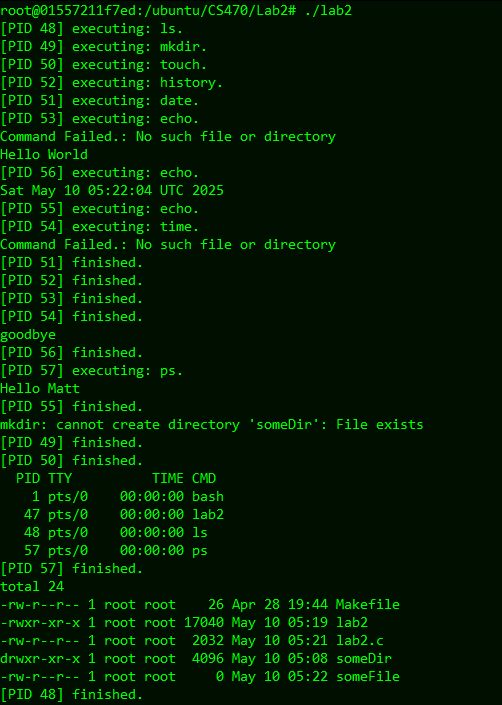 root@01557211f7ed:/ubuntu/CS470/Lab2# ./lab2
[PID 48] executing: ls.
[PID 49] executing: mkdir.
[PID 50] executing: touch.
[PID 52] executing: history.
[PID 51] executing: date.
[PID 53] executing: echo.
Command Failed.: No such file or directory
Hello World
[PID 56] executing: echo.
Sat May 10 05:22:04 UTC 2025
[PID 55] executing: echo.
[PID 54] executing: time.
Command Failed.: No such file or directory
[PID 51] finished.
[PID 52] finished.
[PID 53] finished.
[PID 54] finished.
goodbye
[PID 56] finished.
[PID 57] executing: ps.
Hello Matt
[PID 55] finished.
mkdir: cannot create directory 'someDir': File exists
[PID 49] finished.
[PID 50] finished.
  PID TTY          TIME CMD
    1 pts/0    00:00:00 bash
   47 pts/0    00:00:00 lab2
   48 pts/0    00:00:00 ls
   57 pts/0    00:00:00 ps
[PID 57] finished.
total 24
-rw-r--r-- 1 root root    26 Apr 28 19:44 Makefile
-rwxr-xr-x 1 root root 17040 May 10 05:19 lab2
-rw-r--r-- 1 root root  2032 May 10 05:21 lab2.c
drwxr-xr-x 1 root root  4096 May 10 05:08 someDir
-rw-r--r-- 1 root root     0 May 10 05:22 someFile
[PID 48] finished.